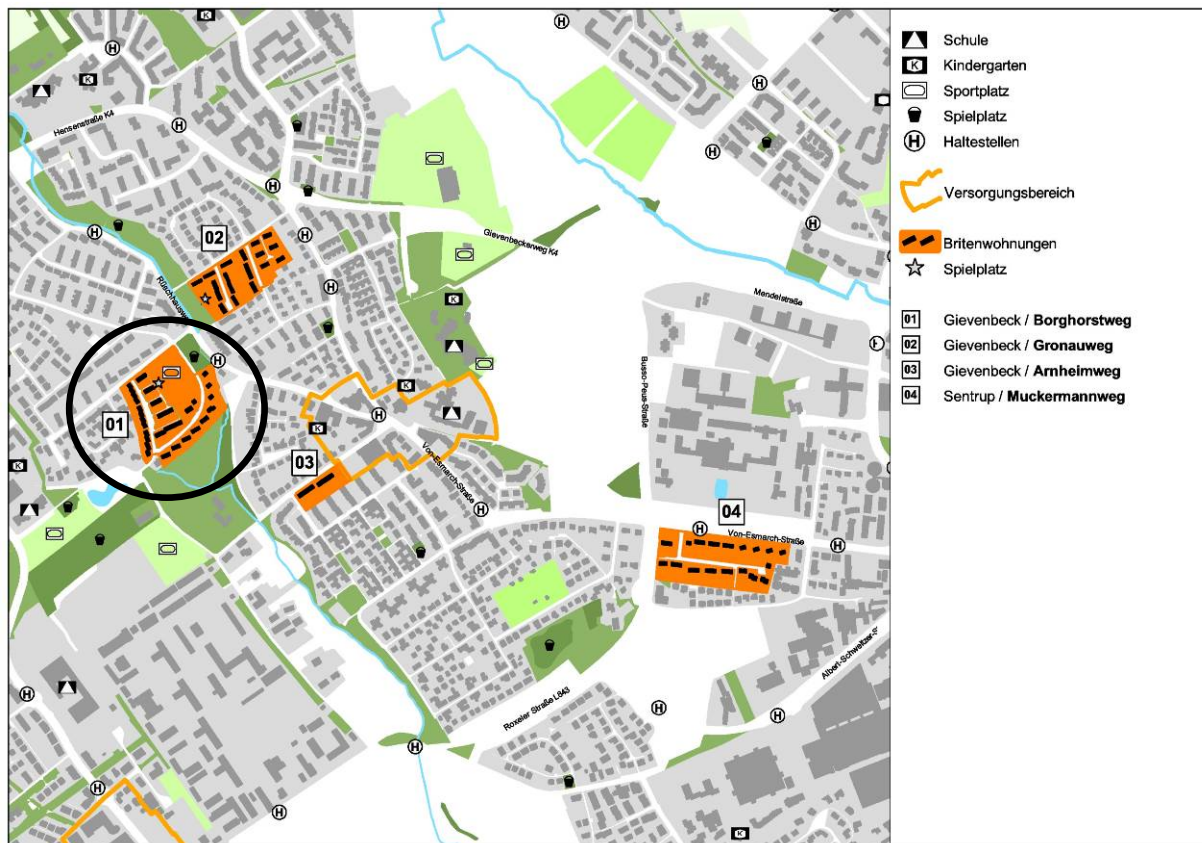 Hensenstraße K4
02
Gievenbeckerweg K4
Rüschhausweg
01
03
Von-Esmarch-Straße
Mendelstraße
Busso-Peus-Straße
04
Von-Esmarch-Straße
Roxeler Straße L843
Albert-Schweitzer-S
H
K
Schule
Kindergarten
Sportplatz
Spielplatz
Haltestellen
Versorgungsbereich
Britenwohnungen
Spielplatz
01 Gievenbeck / Borghorstweg
02 Gievenbeck / Gronauweg
03 Gievenbeck / Arnheimweg
04 Sentrup / Muckermannweg